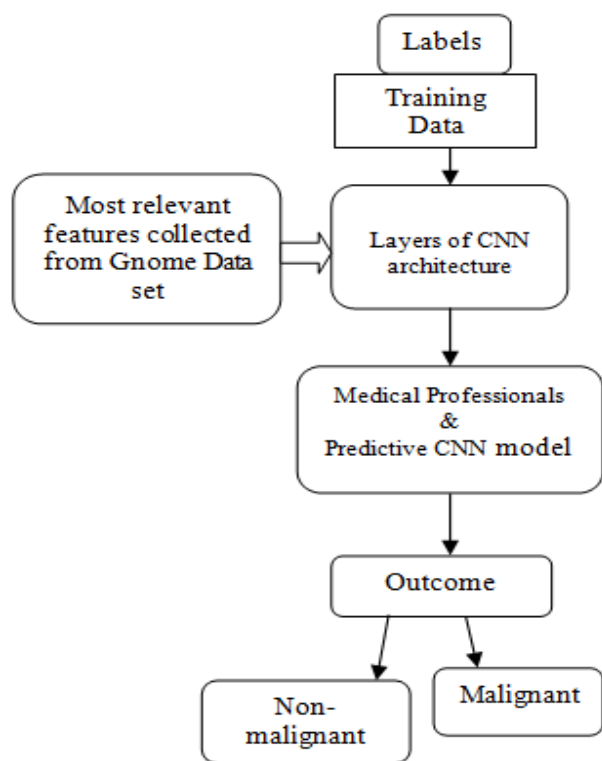 Labels
Training
Data
Most relevant
features collected
from Gnome Data
set
Layers of CNN
architecture
Medical Professionals
&
Predictive CNN model
Outcome
Non-
malignant
Malignant